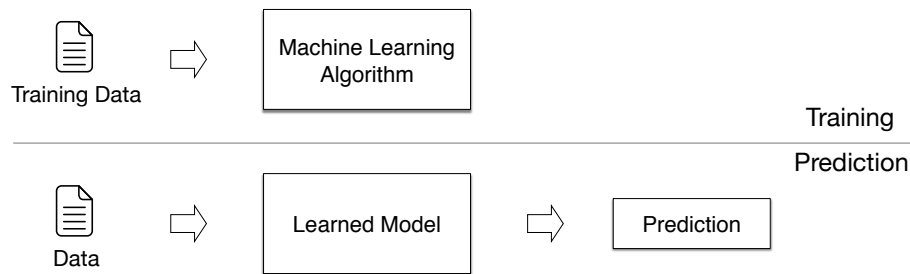 Machine Learning
Algorithm
Training Data
Training
Prediction
Learned Model
Prediction
Data